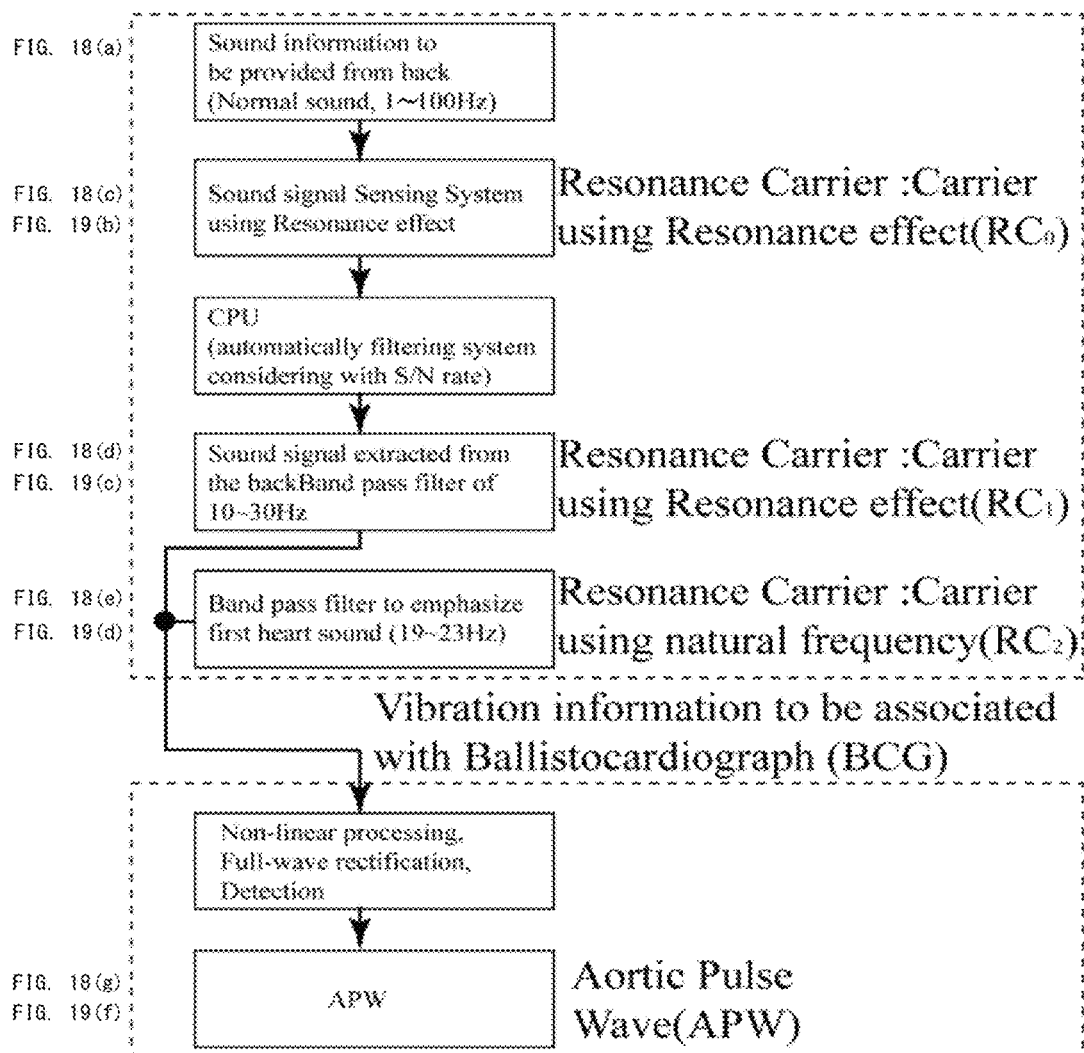 FIG. 18(a)
Sound information to
be provided from back
(Normal sound, 1~100Hz)
FIG. 18(c)
FIG. 19(b)
Sound signal Sensing System
using Resonance effect
Resonance Carrier :Carrier
using Resonance effect(RC₀)
CPU
(automatically filtering system
considering with S/N rate)
FIG. 18(d)
FIG. 19(c)
Sound signal extracted from
the backBand pass filter of
10~30Hz
Resonance Carrier :Carrier
using Resonance effect(RC₁)
FIG. 18(e)
FIG. 19(d)
Band pass filter to emphasize
first heart sound (19~23Hz)
Resonance Carrier :Carrier
using natural frequency(RC₂)
Vibration information to be associated
with Ballistocardiograph (BCG)
Non-linear processing,
Full-wave rectification,
Detection
FIG. 18(g)
FIG. 19(f)
APW
Aortic Pulse
Wave(APW)